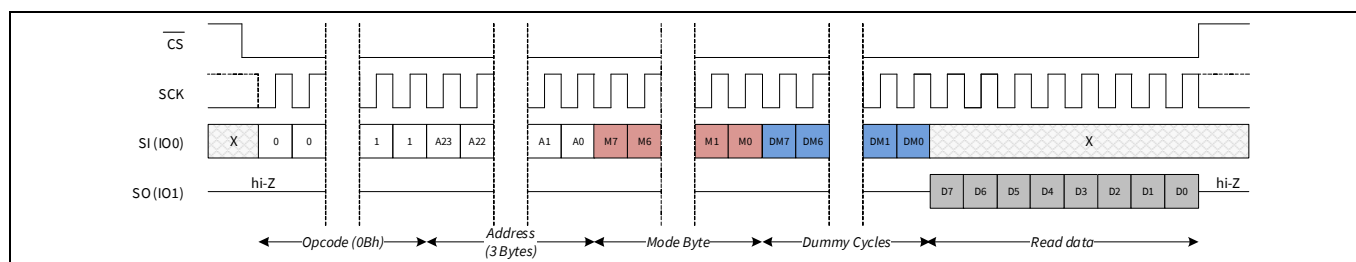 CS
SCK
SI (IO0) X 0 0 1 1 A23 A22 A1 A0 M7 M6 M1 M0 DM7 DM6 DM1 DM0 X
SO (IO1) hi-Z D7 D6 D5 D4 D3 D2 D1 D0 hi-Z
Opcode (0Bh) Address (3 Bytes) Mode Byte Dummy Cycles Read data